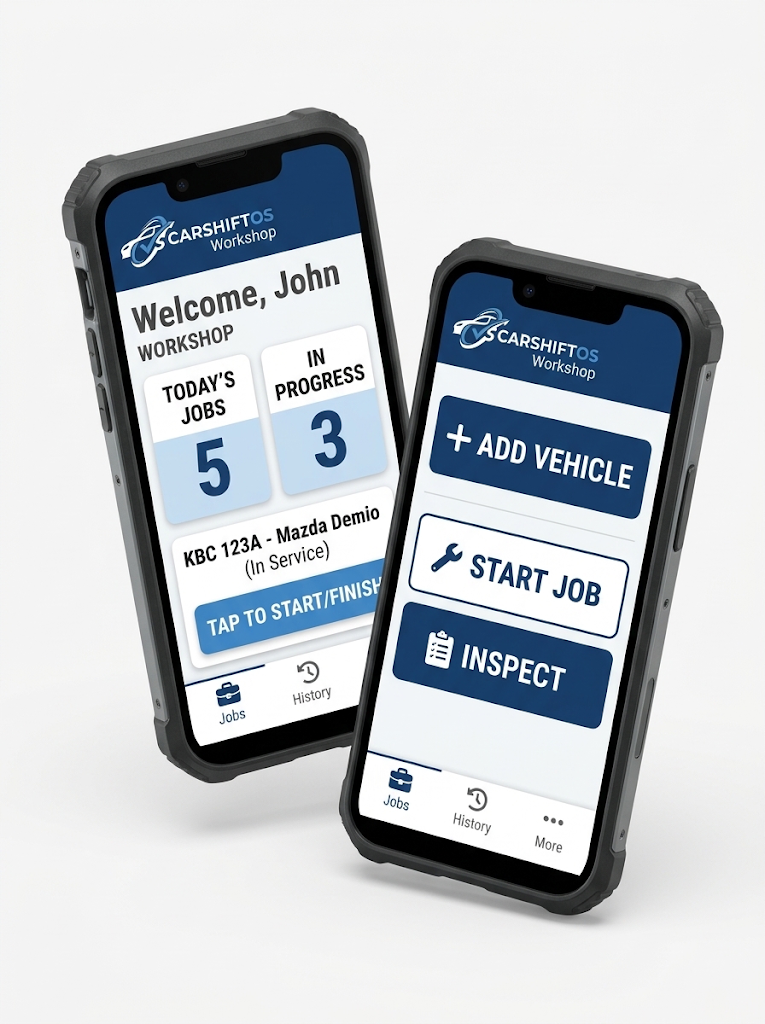 CARSHIFTOS
Workshop
Welcome, John
WORKSHOP
TODAY'S
JOBS
5
IN
PROGRESS
3
KBC 123A - Mazda Demio
(In Service)
TAP TO START/FINISH
Jobs
History
CARSHIFTOS
Workshop
+ ADD VEHICLE
START JOB
INSPECT
Jobs
History
More